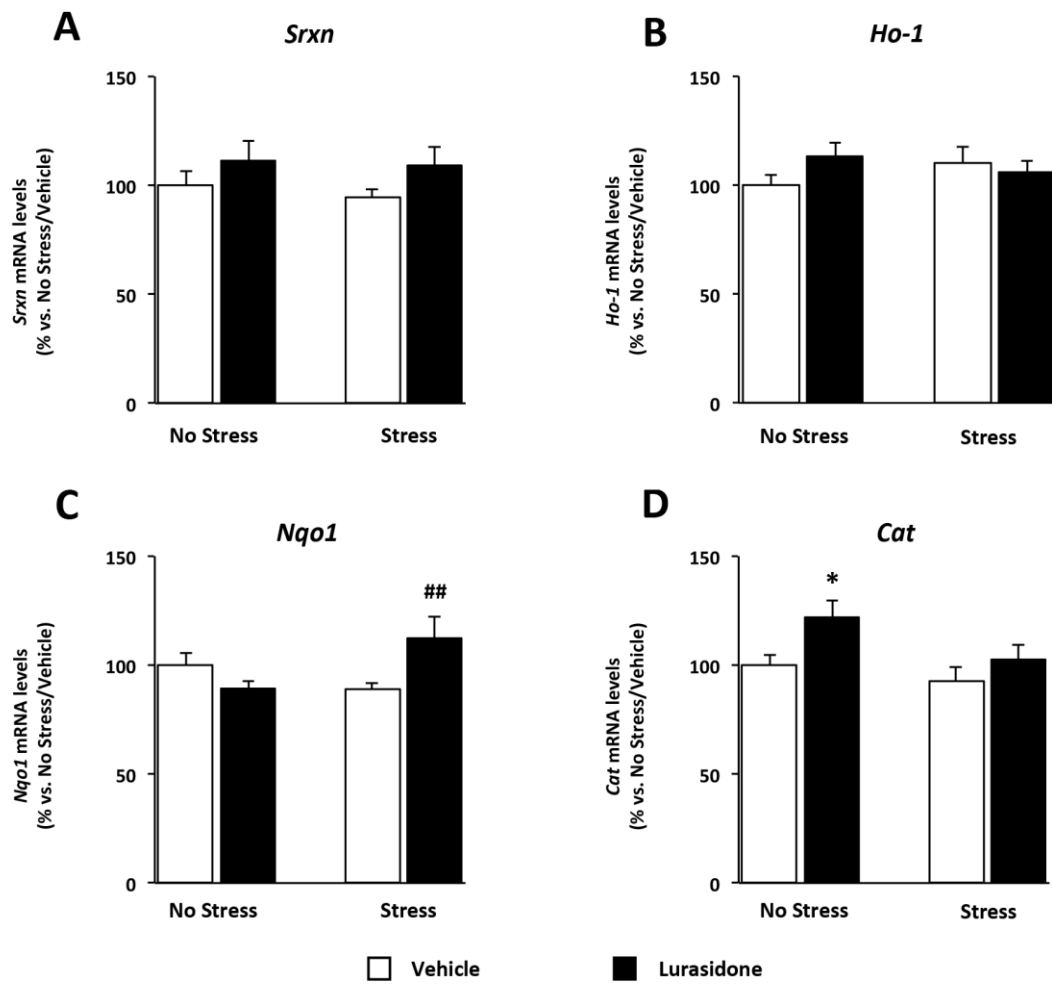 A
Srxn
Srxn mRNA levels
(% vs. No Stress/Vehicle)
150
100
50
0
No Stress
Stress
B
Ho-1
Ho-1 mRNA levels
(% vs. No Stress/Vehicle)
150
100
50
0
No Stress
Stress
C
Nqo1
Nqo1 mRNA levels
(% vs. No Stress/Vehicle)
150
100
50
0
##
No Stress
Stress
D
Cat
Cat mRNA levels
(% vs. No Stress/Vehicle)
150
100
50
0
*
No Stress
Stress
Vehicle
Lurasidone